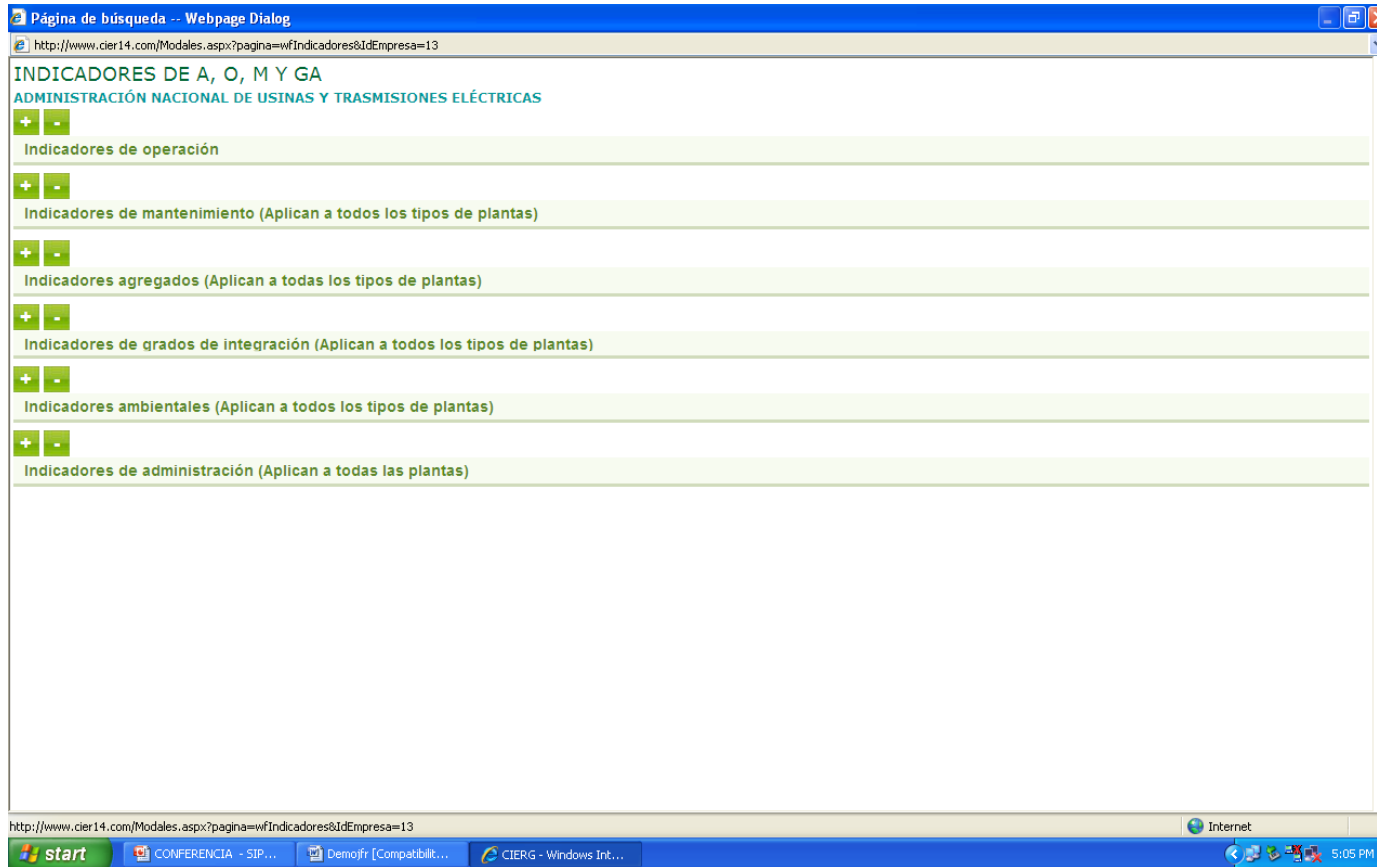 Página de búsqueda -- Webpage Dialog
http://www.cier14.com/Modales.aspx?pagina=wfIndicadores&IdEmpresa=13
INDICADORES DE A, O, M Y GA
ADMINISTRACIÓN NACIONAL DE USINAS Y TRASMISIONES ELÉCTRICAS
+ -
Indicadores de operación
+ -
Indicadores de mantenimiento (Aplican a todos los tipos de plantas)
+ -
Indicadores agregados (Aplican a todas los tipos de plantas)
+ -
Indicadores de grados de integración (Aplican a todos los tipos de plantas)
+ -
Indicadores ambientales (Aplican a todos los tipos de plantas)
+ -
Indicadores de administración (Aplican a todas las plantas)
http://www.cier14.com/Modales.aspx?pagina=wfIndicadores&IdEmpresa=13 Internet
start CONFERENCIA - SIP... Demojfr [Compatibilit... CIERG - Windows Int... 5:05 PM